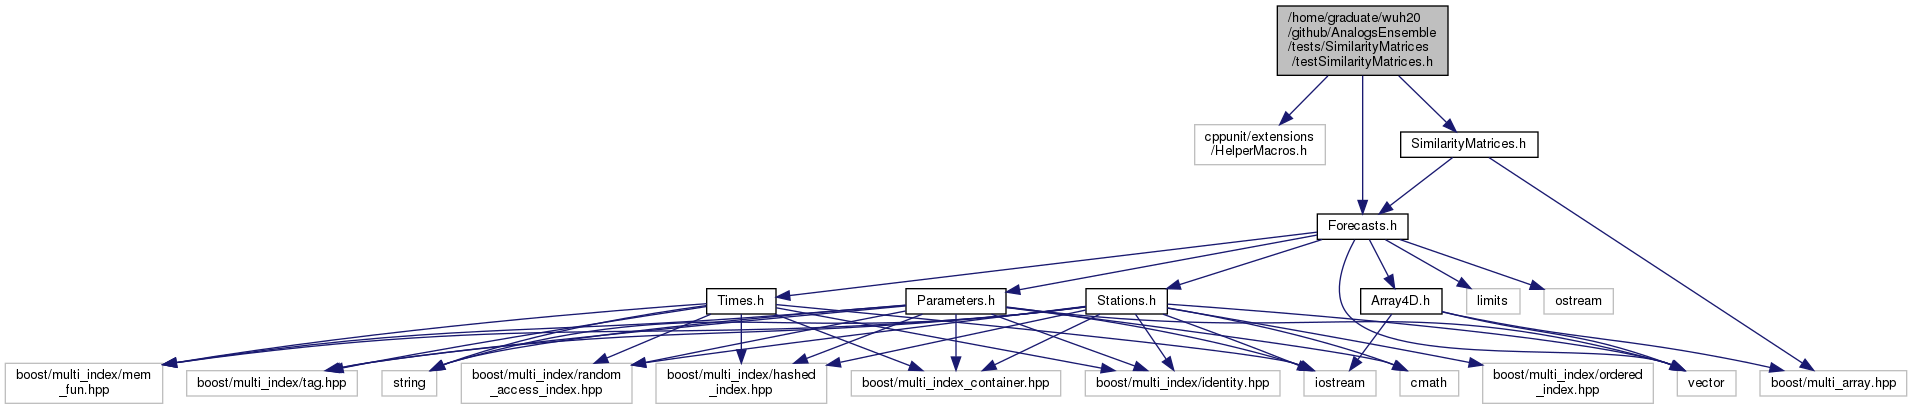 /home/graduate/wuh20
/github/AnalogsEnsemble
/tests/SimilarityMatrices
/testSimilarityMatrices.h
cppunit/extensions
/HelperMacros.h
SimilarityMatrices.h
Forecasts.h
Times.h
Parameters.h
Stations.h
Array4D.h
limits
ostream
boost/multi_index/mem
_fun.hpp
boost/multi_index/tag.hpp
string
boost/multi_index/random
_access_index.hpp
boost/multi_index/hashed
_index.hpp
boost/multi_index_container.hpp
boost/multi_index/identity.hpp
iostream
cmath
boost/multi_index/ordered
_index.hpp
vector
boost/multi_array.hpp